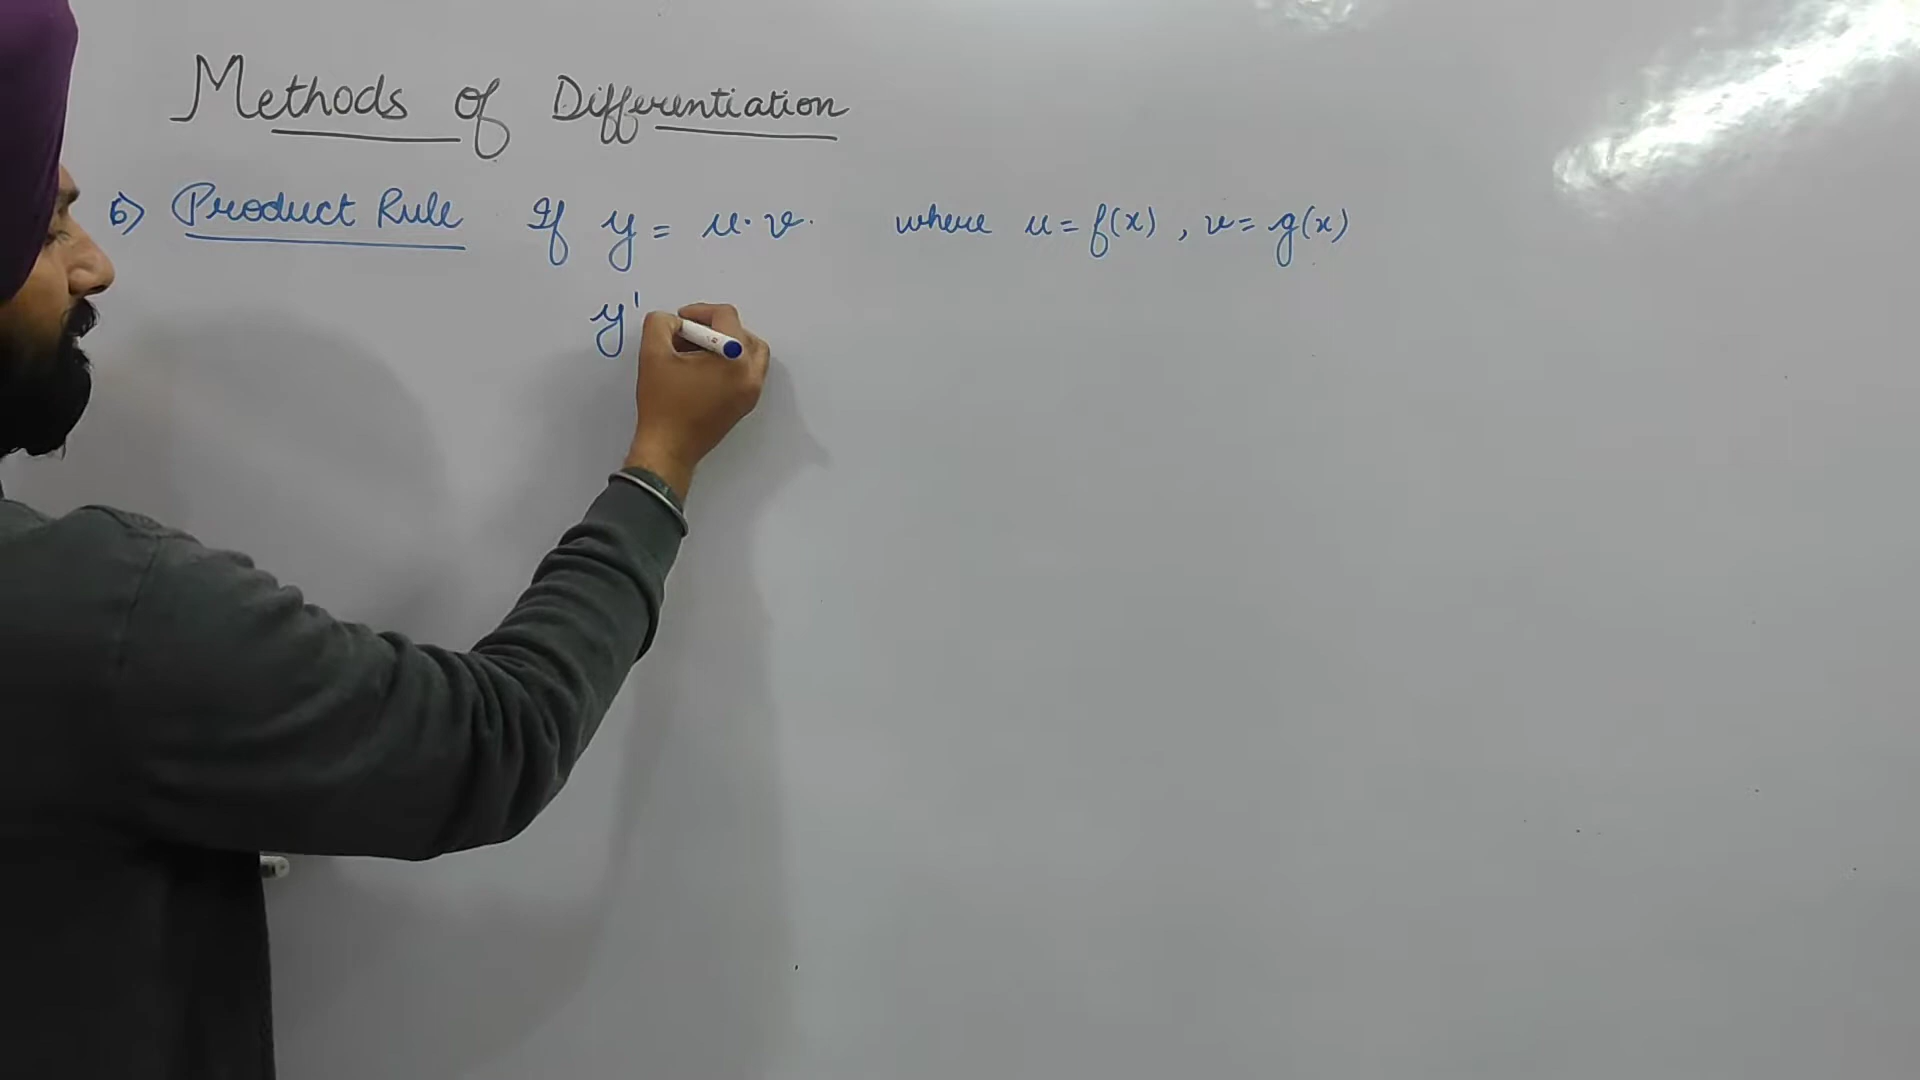 Methods of Differentiation
6) Product Rule If y = u·v. where u = f(x), v = g(x)
y'